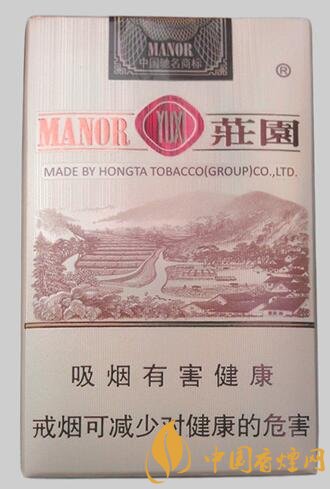 MANOR
中国驰名商标
®
MANOR YUXI 莊園
MADE BY HONGTA TOBACCO(GROUP)CO.,LTD.
吸烟有害健康
戒烟可减少对健康的危害
中国香烟网